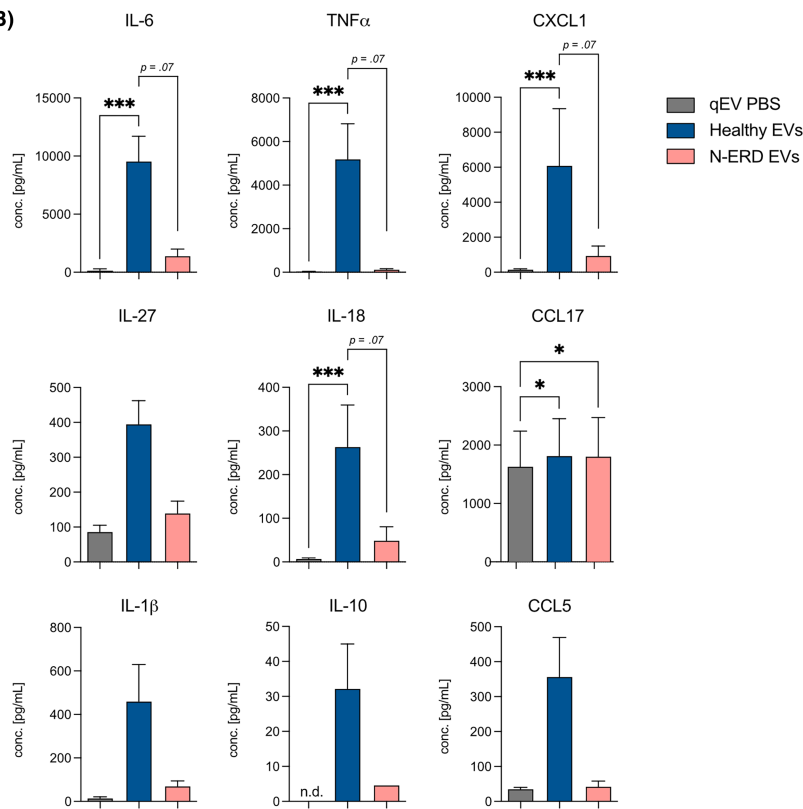 B)
IL-6
TNFα
CXCL1
p = .07
***
15000
10000
5000
0
conc. [pg/mL]
p = .07
***
8000
6000
4000
2000
0
conc. [pg/mL]
p = .07
***
10000
8000
6000
4000
2000
0
conc. [pg/mL]
qEV PBS
Healthy EVs
N-ERD EVs
IL-27
IL-18
CCL17
500
400
300
200
100
0
conc. [pg/mL]
p = .07
***
400
300
200
100
0
conc. [pg/mL]
*
*
3000
2000
1000
0
conc. [pg/mL]
IL-1β
IL-10
CCL5
800
600
400
200
0
conc. [pg/mL]
50
40
30
20
10
0
conc. [pg/mL]
n.d.
500
400
300
200
100
0
conc. [pg/mL]